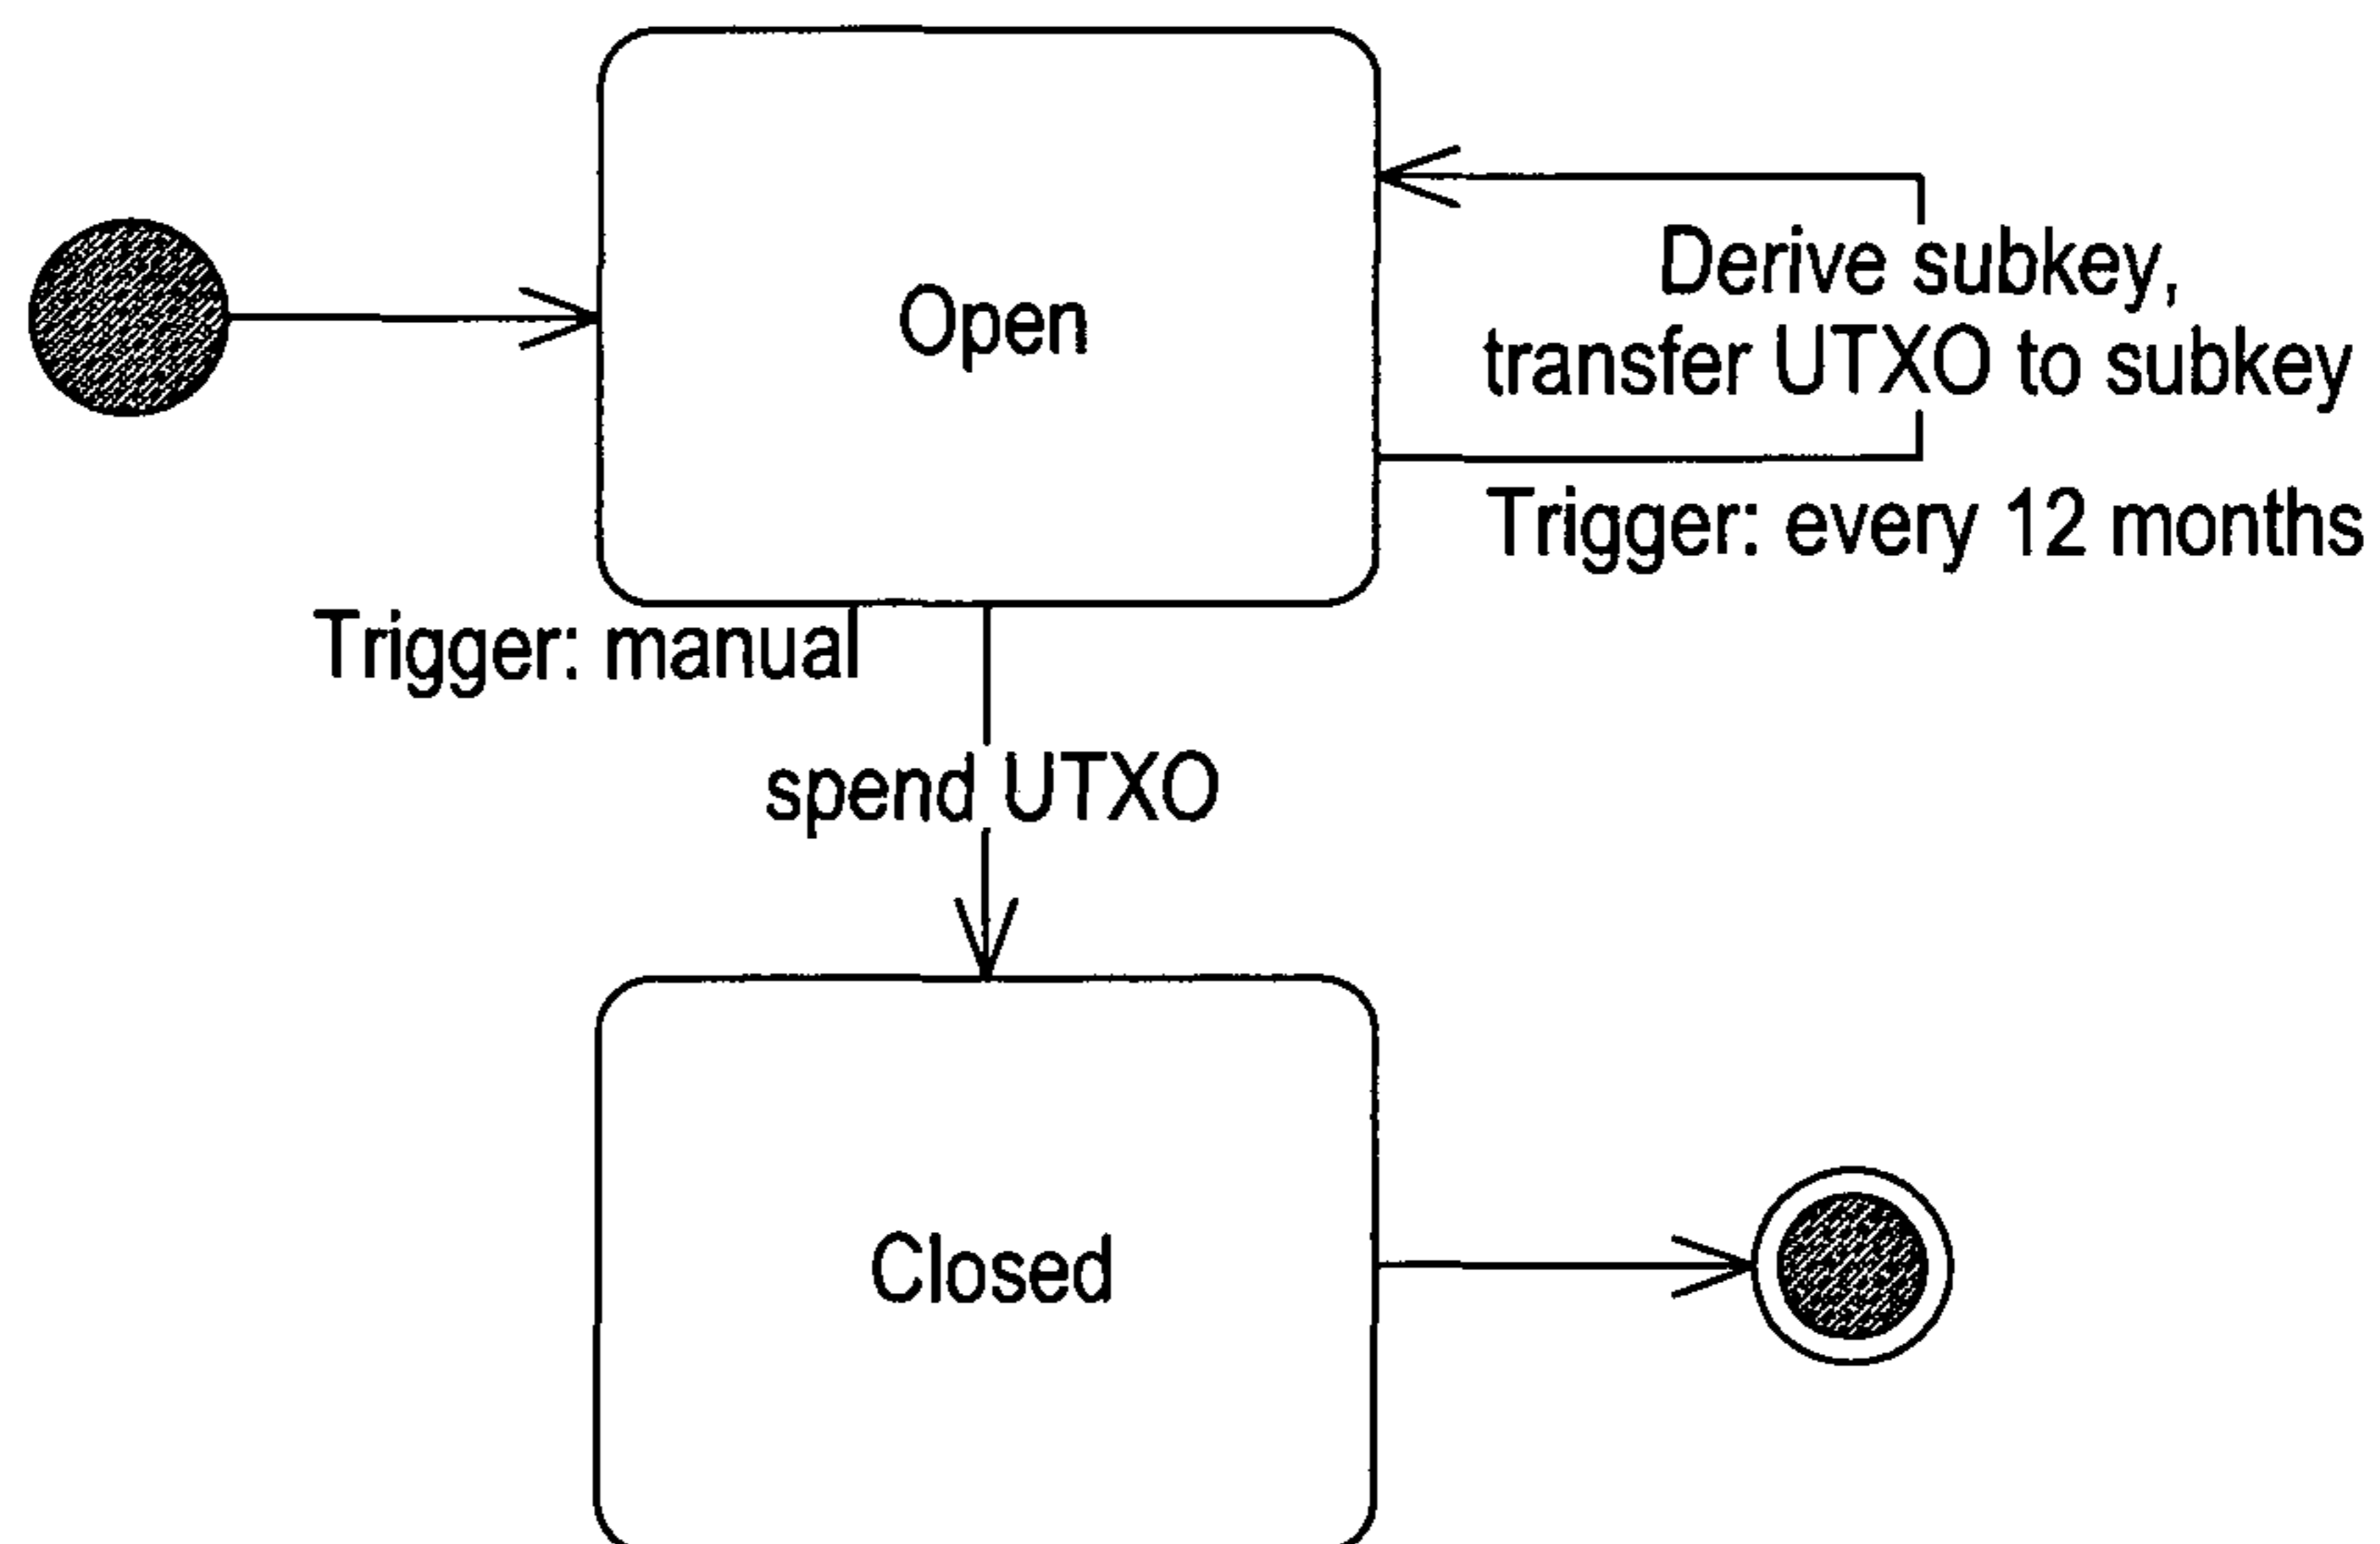 Open
Derive subkey,
transfer UTXO to subkey
Trigger: every 12 months
Trigger: manual
spend UTXO
Closed